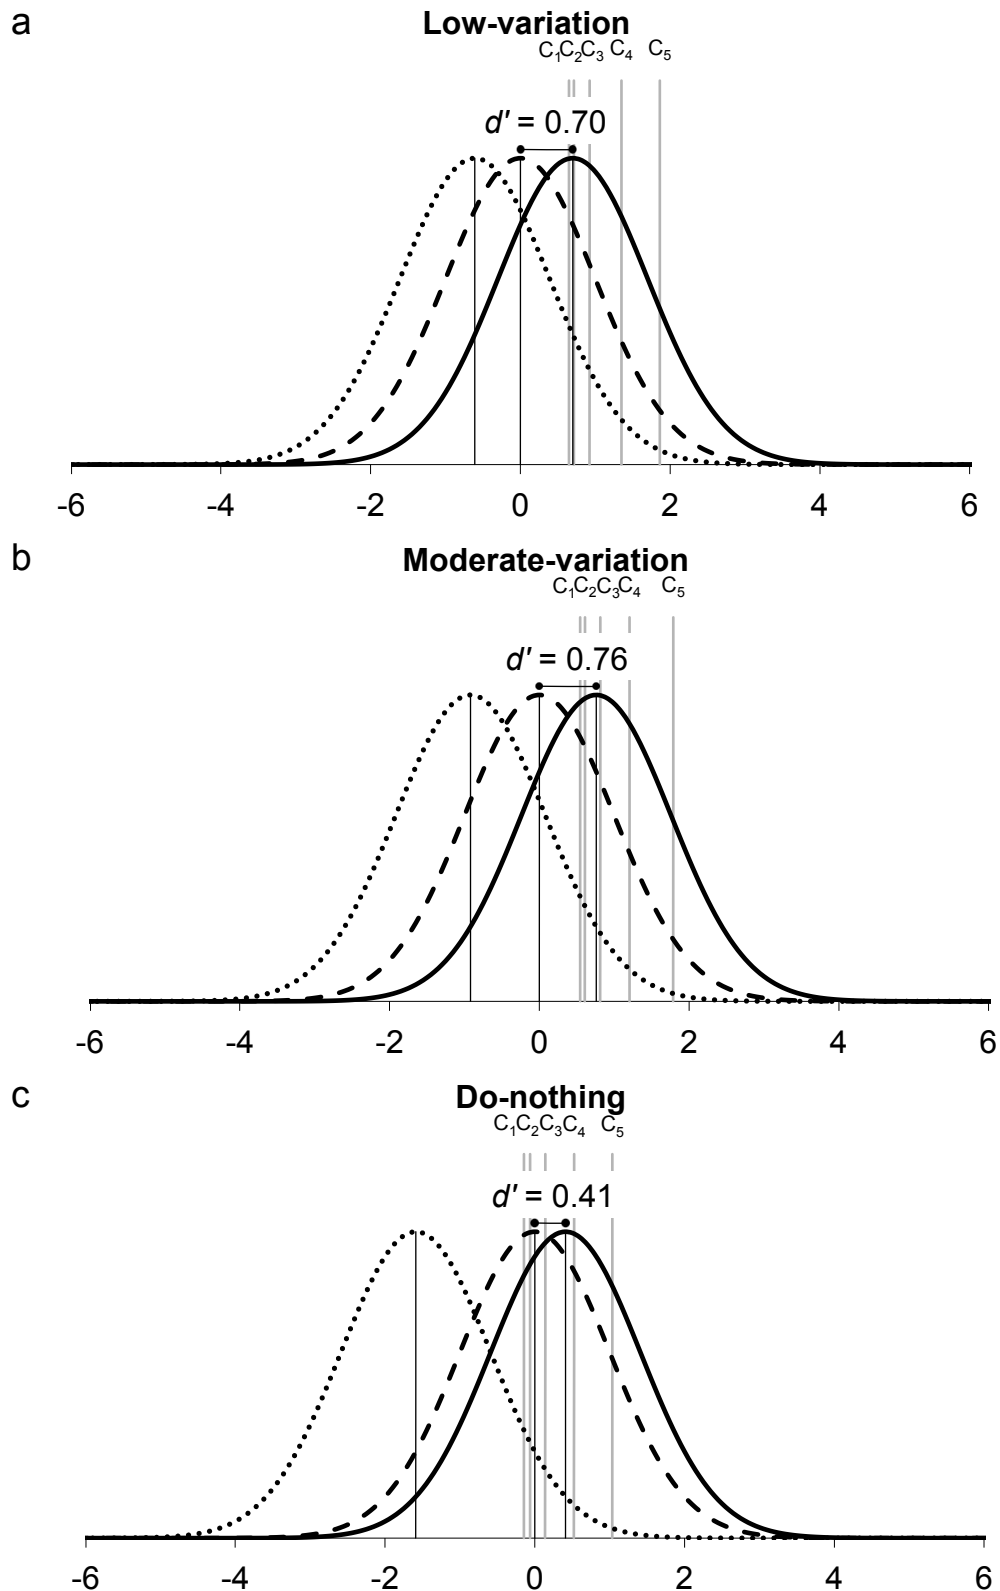 a
Low-variation
C₁C₂C₃ C₄ C₅
d′ = 0.70
-6 -4 -2 0 2 4 6
b
Moderate-variation
C₁C₂C₃C₄ C₅
d′ = 0.76
-6 -4 -2 0 2 4 6
c
Do-nothing
C₁C₂C₃C₄ C₅
d′ = 0.41
-6 -4 -2 0 2 4 6